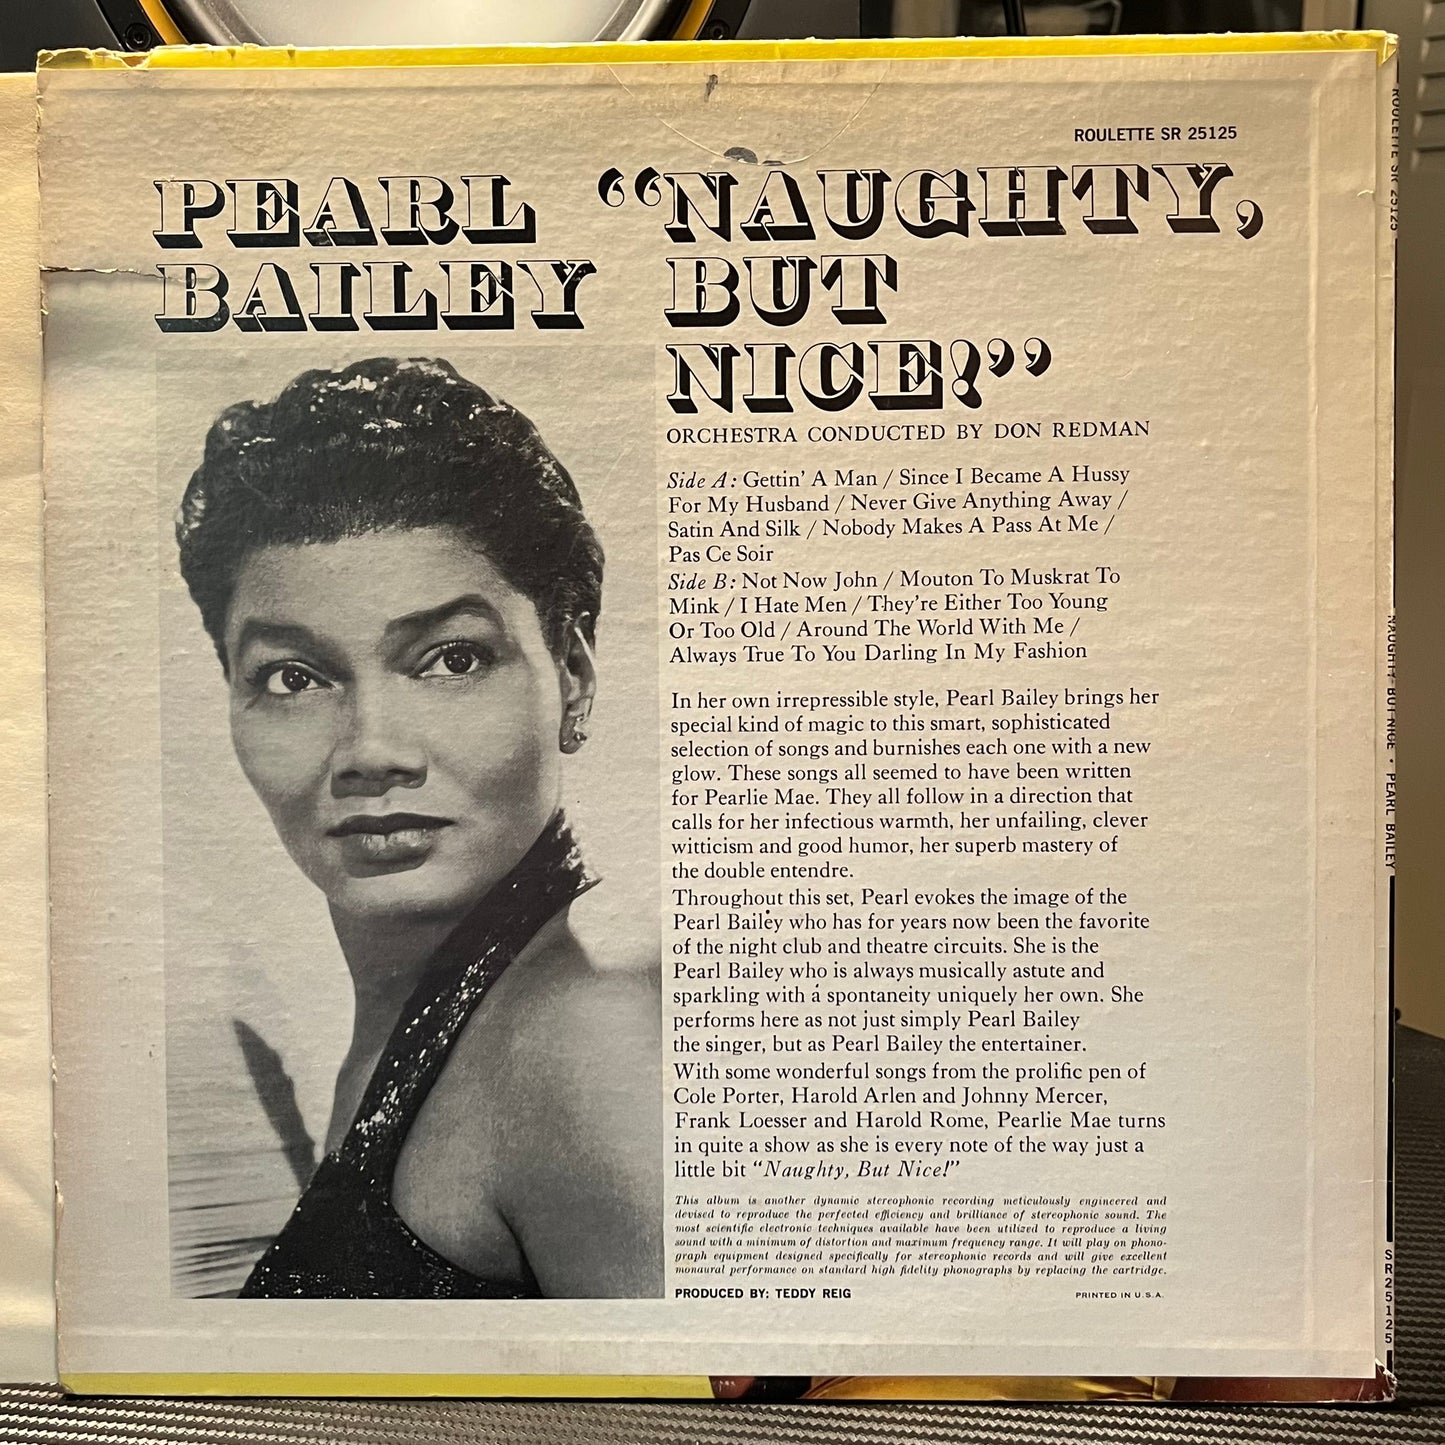 ROULETTE SR 25125
PEARL BAILEY
"NAUGHTY,
BUT
NICE!"
ORCHESTRA CONDUCTED BY DON REDMAN
Side A: Gettin' A Man / Since I Became A Hussy
For My Husband / Never Give Anything Away /
Satin And Silk / Nobody Makes A Pass At Me /
Pas Ce Soir
Side B: Not Now John / Mouton To Muskrat To
Mink / I Hate Men / They're Either Too Young
Or Too Old / Around The World With Me /
Always True To You Darling In My Fashion
In her own irrepressible style, Pearl Bailey brings her
special kind of magic to this smart, sophisticated
selection of songs and burnishes each one with a new
glow. These songs all seemed to have been written
for Pearlie Mae. They all follow in a direction that
calls for her infectious warmth, her unfailing, clever
witticism and good humor, her superb mastery of
the double entendre.
Throughout this set, Pearl evokes the image of the
Pearl Bailey who has for years now been the favorite
of the night club and theatre circuits. She is the
Pearl Bailey who is always musically astute and
sparkling with a spontaneity uniquely her own. She
performs here as not just simply Pearl Bailey
the singer, but as Pearl Bailey the entertainer.
With some wonderful songs from the prolific pen of
Cole Porter, Harold Arlen and Johnny Mercer,
Frank Loesser and Harold Rome, Pearlie Mae turns
in quite a show as she is every note of the way just a
little bit "Naughty, But Nice!"
This album is another dynamic stereophonic recording meticulously engineered and
devised to reproduce the perfected efficiency and brilliance of stereophonic sound. The
most scientific electronic techniques available have been utilized to reproduce a living
sound with a minimum of distortion and maximum frequency range. It will play on phono-
graph equipment designed specifically for stereophonic records and will give excellent
monaural performance on standard high fidelity phonographs by replacing the cartridge.
PRODUCED BY: TEDDY REIG
PRINTED IN U.S.A.
ROULETTE SR 25125
NAUGHTY BUT NICE • PEARL BAILEY
SR25125